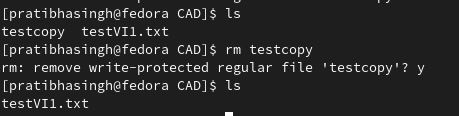 [pratibhasingh@fedora CAD]$ ls
testcopy  testVI1.txt
[pratibhasingh@fedora CAD]$ rm testcopy
rm: remove write-protected regular file 'testcopy'? y
[pratibhasingh@fedora CAD]$ ls
testVI1.txt